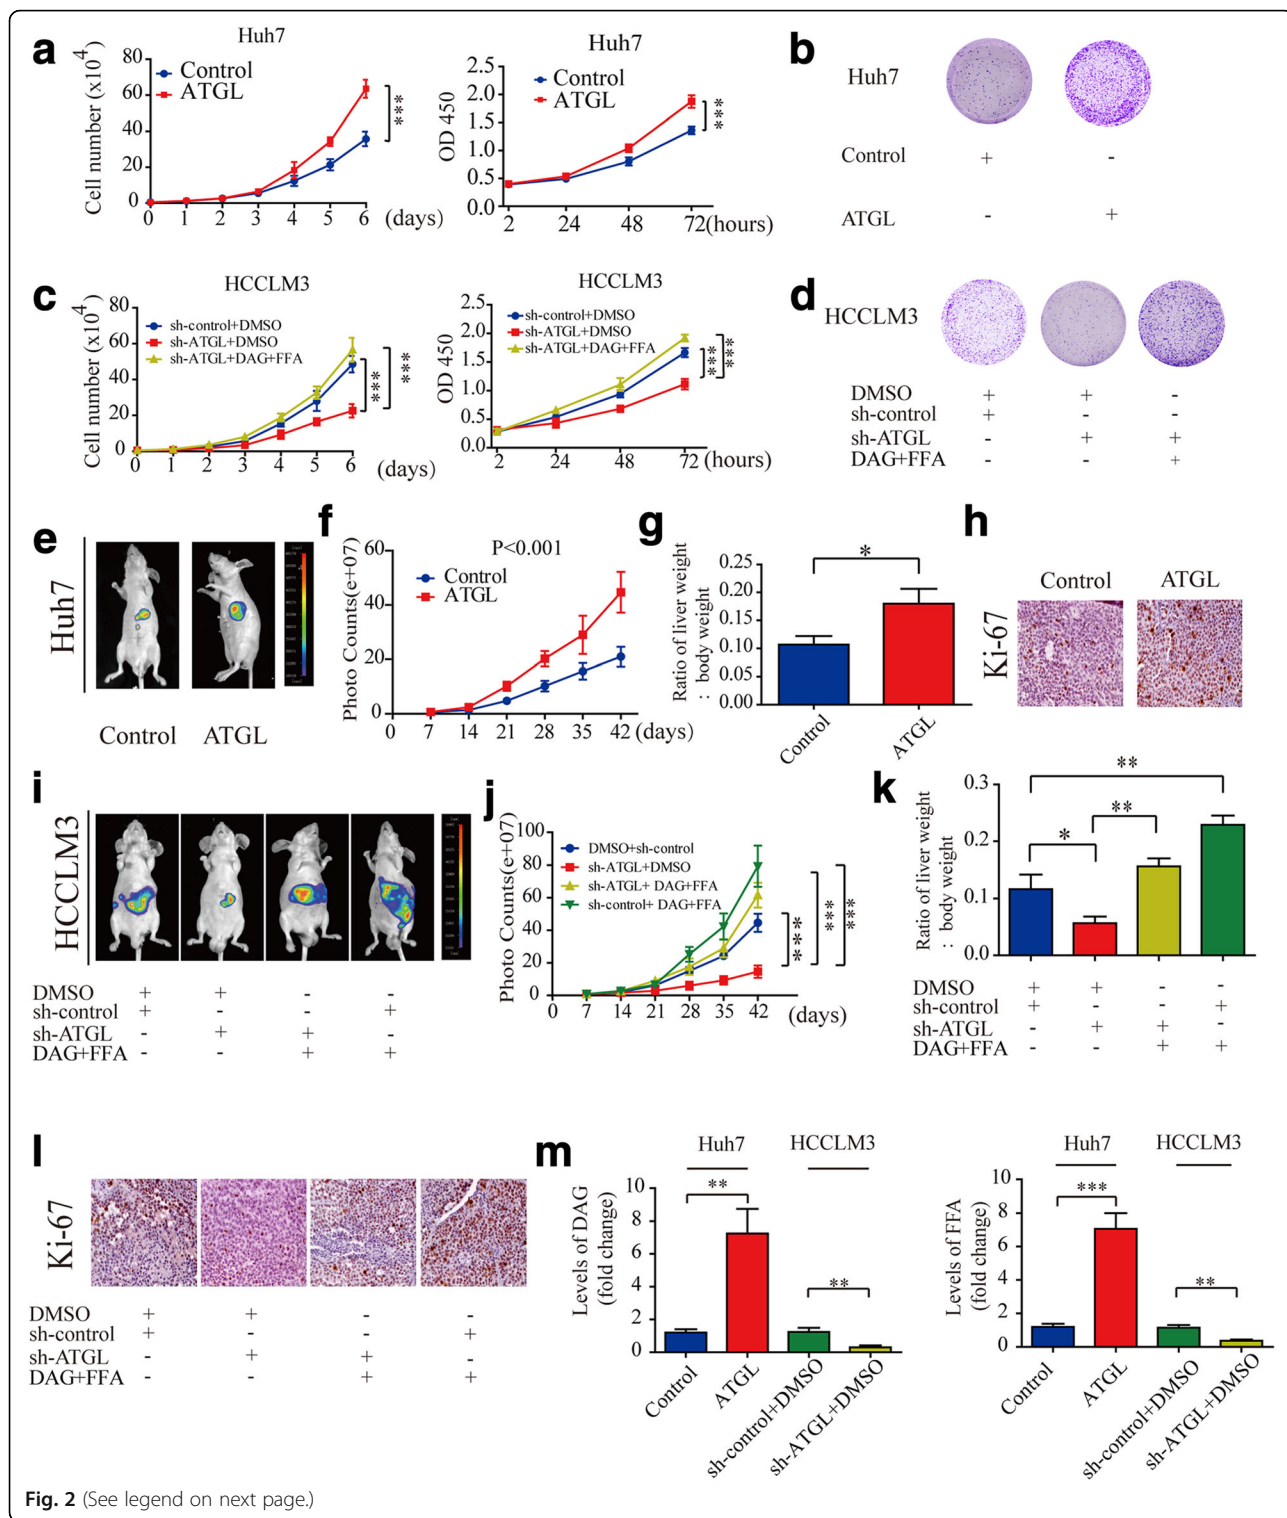 a
Huh7
Cell number (x10⁴)
80
60
40
20
0
Control
ATGL
***
0 1 2 3 4 5 6 (days)
Huh7
OD 450
2.5
2.0
1.5
1.0
0.5
0.0
Control
ATGL
***
2 24 48 72 (hours)
b
Huh7
Control + -
ATGL - +
c
HCCLM3
Cell number (x10⁴)
80
60
40
20
0
sh-control+DMSO
sh-ATGL+DMSO
sh-ATGL+DAG+FFA
***
***
0 1 2 3 4 5 6 (days)
HCCLM3
OD 450
2.5
2.0
1.5
1.0
0.5
0.0
sh-control+DMSO
sh-ATGL+DMSO
sh-ATGL+DAG+FFA
***
***
2 24 48 72 (hours)
d
HCCLM3
DMSO + + -
sh-control + - -
sh-ATGL - + +
DAG+FFA - - +
e
Huh7
Control ATGL
f
Photo Counts(e+07)
60
40
20
0
P<0.001
Control
ATGL
0 7 14 21 28 35 42 (days)
g
Ratio of liver weight
: body weight
0.25
0.20
0.15
0.10
0.05
0.00
*
Control ATGL
h
Control ATGL
Ki-67
i
HCCLM3
DMSO + + - -
sh-control + - - +
sh-ATGL - + + -
DAG+FFA - - + +
j
Photo Counts(e+07)
100
80
60
40
20
0
DMSO+sh-control
sh-ATGL+DMSO
sh-ATGL+ DAG+FFA
sh-control+ DAG+FFA
***
***
***
0 7 14 21 28 35 42 (days)
k
Ratio of liver weight
: body weight
0.3
0.2
0.1
0.0
**
**
*
DMSO + + - -
sh-control + - - +
sh-ATGL - + + -
DAG+FFA - - + +
l
Ki-67
DMSO + + - -
sh-control + - - +
sh-ATGL - + + -
DAG+FFA - - + +
m
Huh7 HCCLM3
Levels of DAG
(fold change)
10
8
6
4
2
0
**
**
Control ATGL sh-control+DMSO sh-ATGL+DMSO
Huh7 HCCLM3
Levels of FFA
(fold change)
10
8
6
4
2
0
***
**
Control ATGL sh-control+DMSO sh-ATGL+DMSO
Fig. 2 (See legend on next page.)